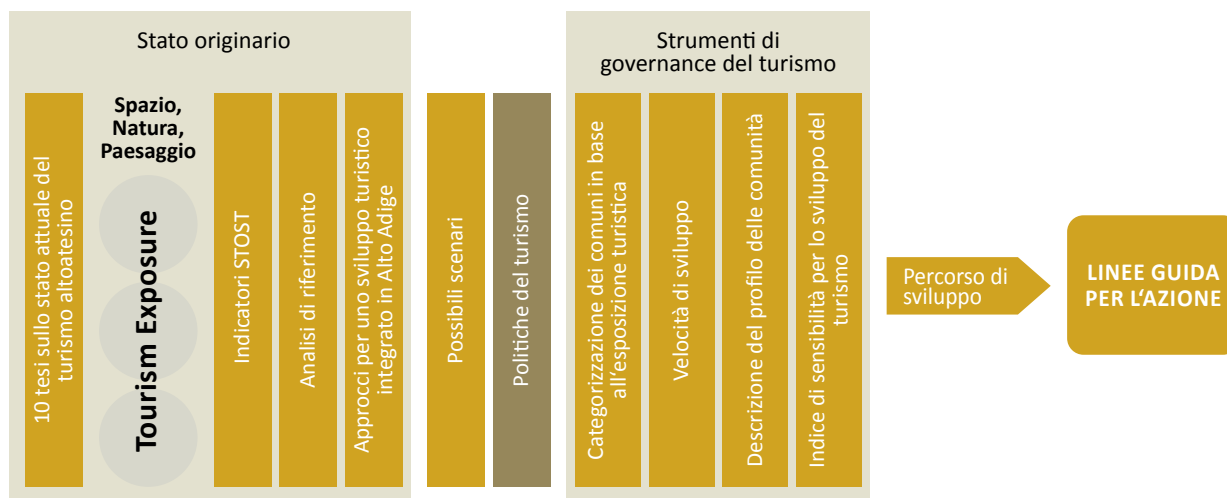 Stato originario
10 tesi sullo stato attuale del
turismo altoatesino
Spazio,
Natura,
Paesaggio
Tourism Exposure
Indicatori STOST
Analisi di riferimento
Approcci per uno sviluppo turistico
integrato in Alto Adige
Possibili scenari
Politiche del turismo
Strumenti di
governance del turismo
Categorizzazione dei comuni in base
all'esposizione turistica
Velocità di sviluppo
Descrizione del profilo delle comunità
Indice di sensibilità per lo sviluppo del
turismo
Percorso di
sviluppo
LINEE GUIDA
PER L‘AZIONE